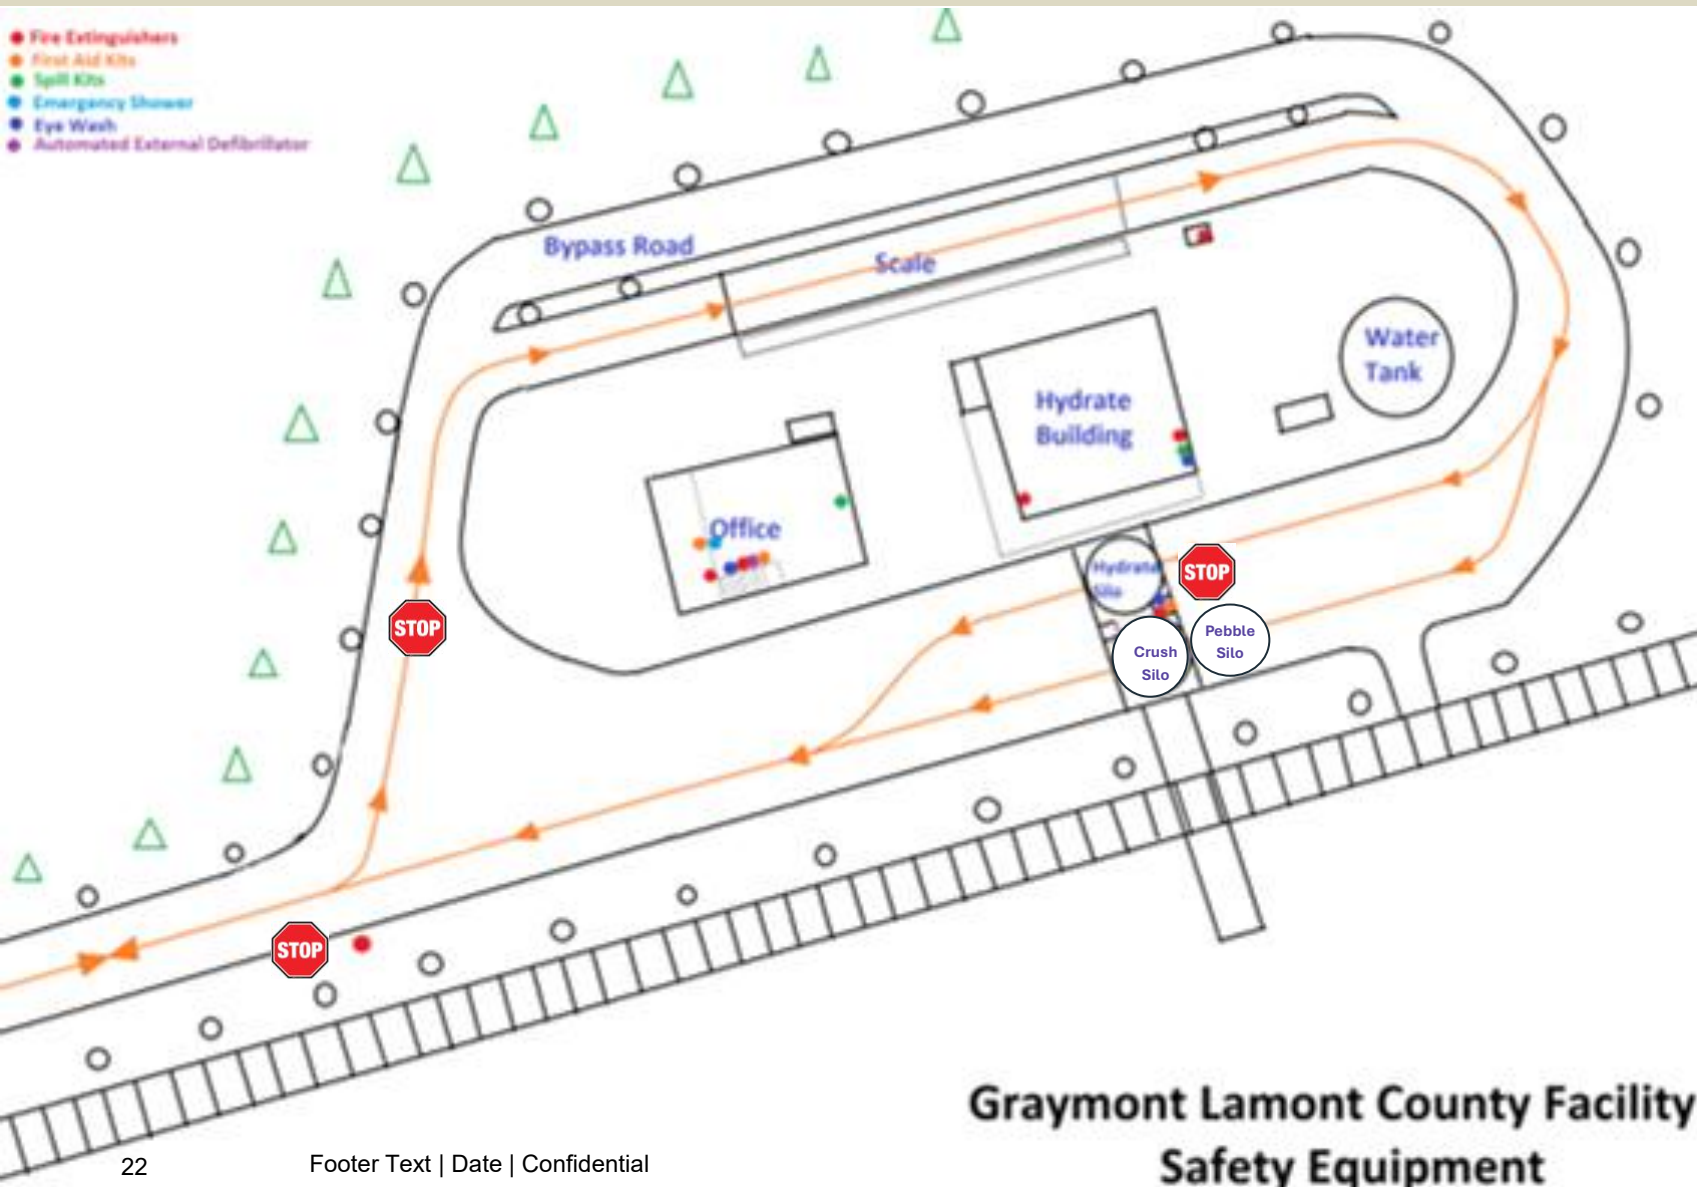 Fire Extinguishers
First Aid Kits
Spill Kits
Emergency Shower
Eye Wash
Automated External Defibrillator
Bypass Road
Scale
Water
Tank
Hydrate
Building
Office
Hydrate
Silo
STOP
Pebble
Silo
Crush
Silo
STOP
STOP
Graymont Lamont County Facility
Safety Equipment
22
Footer Text | Date | Confidential